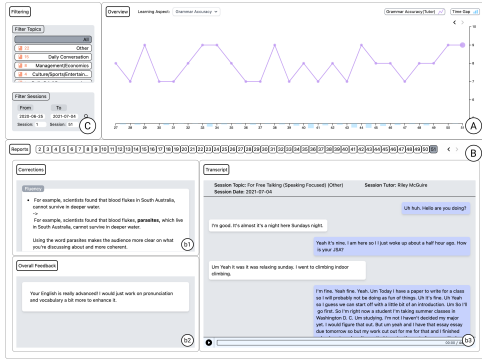 Filtering
Filter Topics
All
Other
Daily Conversation
Management|Economics
Culture/Sports|Entertain...
Filter Sessions
From To
2020-06-25 2021-07-04
Session: 1 Session: 51
C
Overview Learning Aspect: Grammar Accuracy Grammar Accuracy(Tutor) Time Gap
< >
10
9
8
7
6
5
27 28 29 30 31 32 33 34 35 36 37 38 39 40 41 42 43 44 45 46 47 48 49 50 51
A
Reports 2 3 4 5 6 7 8 9 10 11 12 13 14 15 16 17 18 19 20 21 22 23 24 25 26 27 28 29 30 31 32 33 34 35 36 37 38 39 40 41 42 43 44 45 46 47 48 49 50 51 < >
B
Corrections
Fluency
• For example, scientists found that blood flakes in South Australia,
cannot survive in deeper water.
->
For example, scientists found that blood flakes, parasites, which live
in South Australia, cannot survive in deeper water.
Using the word parasites makes the audience more clear on what
you're discussing about and more coherent.
b1
Overall Feedback
Your English is really advanced! I would just work on pronunciation
and vocabulary a bit more to enhance it.
b2
Transcript
Session Topic: For Free Talking (Speaking Focused) (Other) Session Tutor: Riley McGuire
Session Date: 2021-07-04
Uh huh. Hello are you doing?
I'm good. It's almost it's a night here Sundays night.
Yeah it's nine. I am here so I I just woke up about a half hour ago. How
is your JSA?
Um Yeah it was it was relaxing sunday. I went to climbing indoor
climbing.
I'm fine. Yeah fine. Yeah. Um Today I have a paper to write for a class
so I will probably not be doing as fun of things. Uh it's fine. Uh Yeah
so I guess we can start off with a little bit of an introduction. Um So I'll
go first. So I'm right now a student I'm taking summer classes in
Washington D. C. Um studying. I'm not I haven't decided my major
yet. I would figure that out. But um yeah and I have that essay essay
due tomorrow so but my work cut out for me for that and I finished
00:00
b3